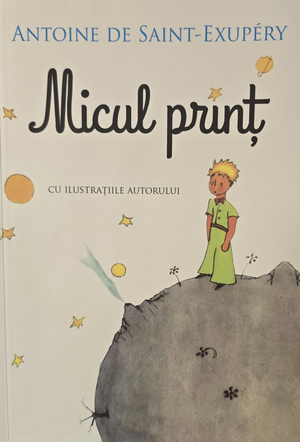 ANTOINE DE SAINT-EXUPÉRY
Micul prinț
CU ILUSTRAȚIILE AUTORULUI